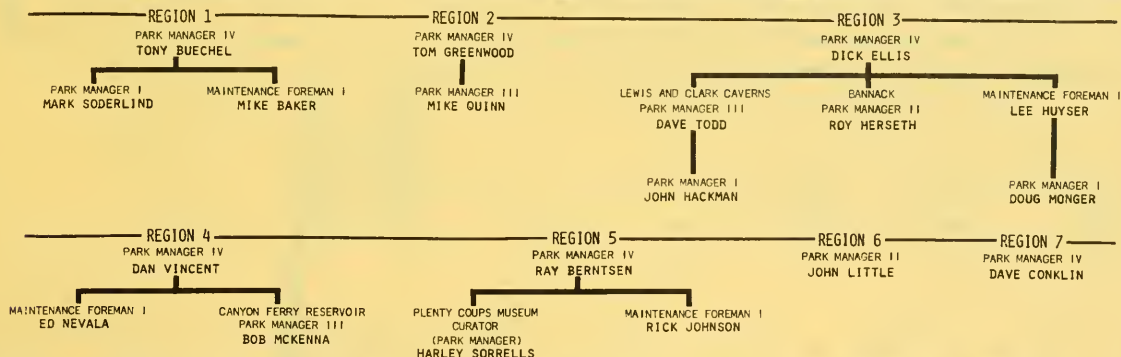 REGION 1
PARK MANAGER IV
TONY BUECHEL
PARK MANAGER I
MARK SODERLIND
MAINTENANCE FOREMAN I
MIKE BAKER
REGION 2
PARK MANAGER IV
TOM GREENWOOD
PARK MANAGER III
MIKE QUINN
REGION 3
PARK MANAGER IV
DICK ELLIS
LEWIS AND CLARK CAVERNS
PARK MANAGER III
DAVE TODD
PARK MANAGER I
JOHN HACKMAN
BANNACK
PARK MANAGER II
ROY HERSETH
MAINTENANCE FOREMAN I
LEE HUYSER
PARK MANAGER I
DOUG MONGER
REGION 4
PARK MANAGER IV
DAN VINCENT
MAINTENANCE FOREMAN I
ED NEVALA
CANYON FERRY RESERVOIR
PARK MANAGER III
BOB MCKENNA
REGION 5
PARK MANAGER IV
RAY BERNTSEN
PLENTY COUPS MUSEUM
CURATOR
(PARK MANAGER)
HARLEY SORRELLS
MAINTENANCE FOREMAN I
RICK JOHNSON
REGION 6
PARK MANAGER II
JOHN LITTLE
REGION 7
PARK MANAGER IV
DAVE CONKLIN